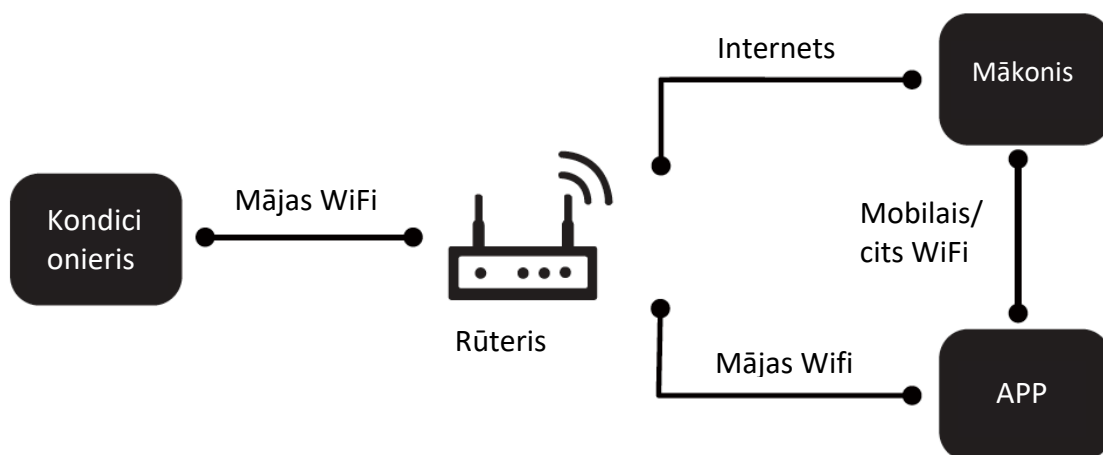 Internets
Mākonis
Mājas WiFi
Kondici
onieris
Mobilais/
cits WiFi
Rūteris
Mājas Wifi
APP